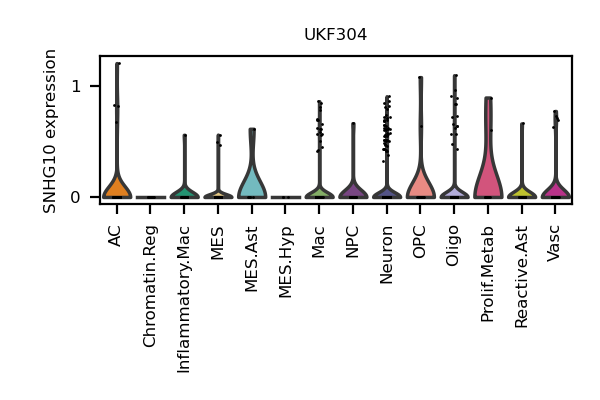 UKF304
SNHG10 expression
1
0
AC
Chromatin.Reg
Inflammatory.Mac
MES
MES.Ast
MES.Hyp
Mac
NPC
Neuron
OPC
Oligo
Prolif.Metab
Reactive.Ast
Vasc